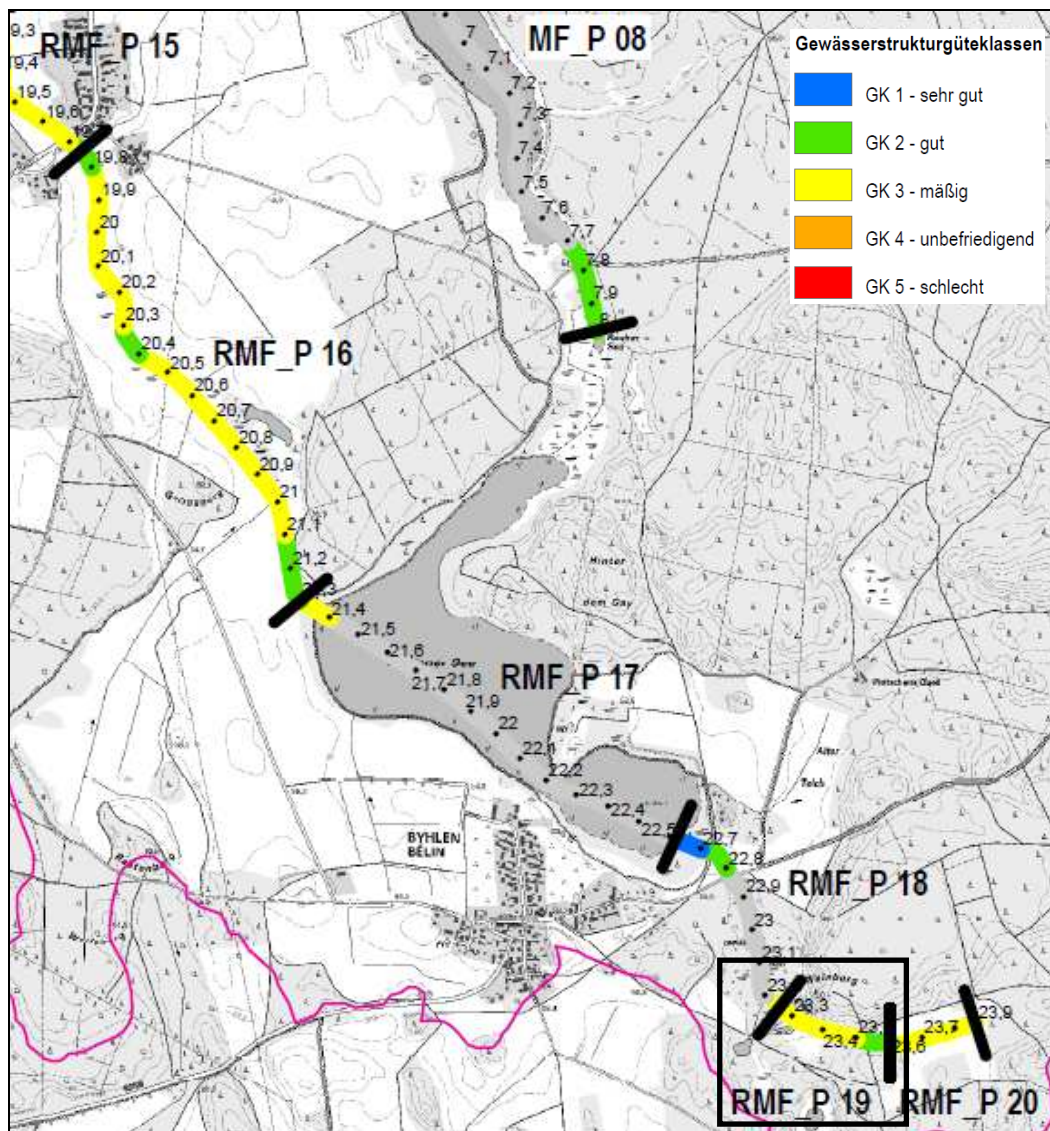 RMF_P 15
MF_P 08
Gewässerstrukturgüteklassen
GK 1 - sehr gut
GK 2 - gut
GK 3 - mäßig
GK 4 - unbefriedigend
GK 5 - schlecht
19,3
19,4
19,5
19,6
19,8
19,9
20
20,1
20,2
20,3
20,4
RMF_P 16
20,5
20,6
20,7
20,8
20,9
21
21,1
21,2
21,4
21,5
21,6
21,7
21,8
21,9
22
22,1
22,2
22,3
22,4
22,5
22,7
22,8
22,9
23
23,1
7
7,1
7,2
7,3
7,4
7,5
7,6
7,7
7,8
7,9
8
Hinter
dem Gay
RMF_P 17
Alter
Teich
BYHLEN
BELIN
RMF_P 18
23,3
23,4
23,6
23,7
23,9
RMF_P 19
RMF_P 20